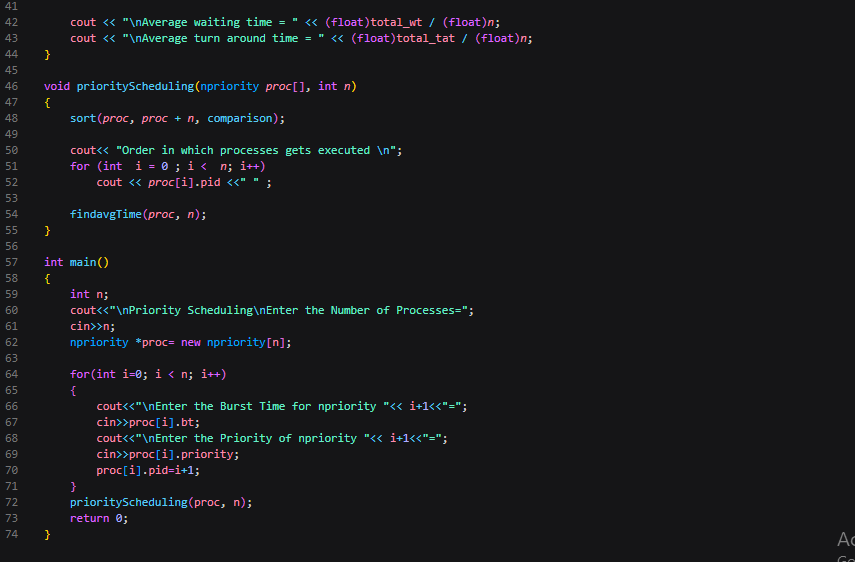 41
42 cout << "\nAverage waiting time = " << (float)total_wt / (float)n;
43 cout << "\nAverage turn around time = " << (float)total_tat / (float)n;
44 }
45
46 void priorityScheduling(npriority proc[], int n)
47 {
48 sort(proc, proc + n, comparison);
49
50 cout<< "Order in which processes gets executed \n";
51 for (int  i = 0 ; i <  n; i++)
52 cout << proc[i].pid <<" " ;
53
54 findavgTime(proc, n);
55 }
56
57 int main()
58 {
59 int n;
60 cout<<"\nPriority Scheduling\nEnter the Number of Processes=";
61 cin>>n;
62 npriority *proc= new npriority[n];
63
64 for(int i=0; i < n; i++)
65 {
66 cout<<"\nEnter the Burst Time for npriority "<< i+1<<"=";
67 cin>>proc[i].bt;
68 cout<<"\nEnter the Priority of npriority "<< i+1<<"=";
69 cin>>proc[i].priority;
70 proc[i].pid=i+1;
71 }
72 priorityScheduling(proc, n);
73 return 0;
74 }